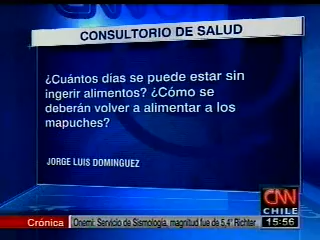 CONSULTORIO DE SALUD
¿Cuántos días se puede estar sin
ingerir alimentos? ¿Cómo se
deberán volver a alimentar a los
mapuches?
JORGE LUIS DOMINGUEZ
CNN
CHILE
Crónica
Onemi: Servicio de Sismología, magnitud fue de 5,4° Richter
15:56